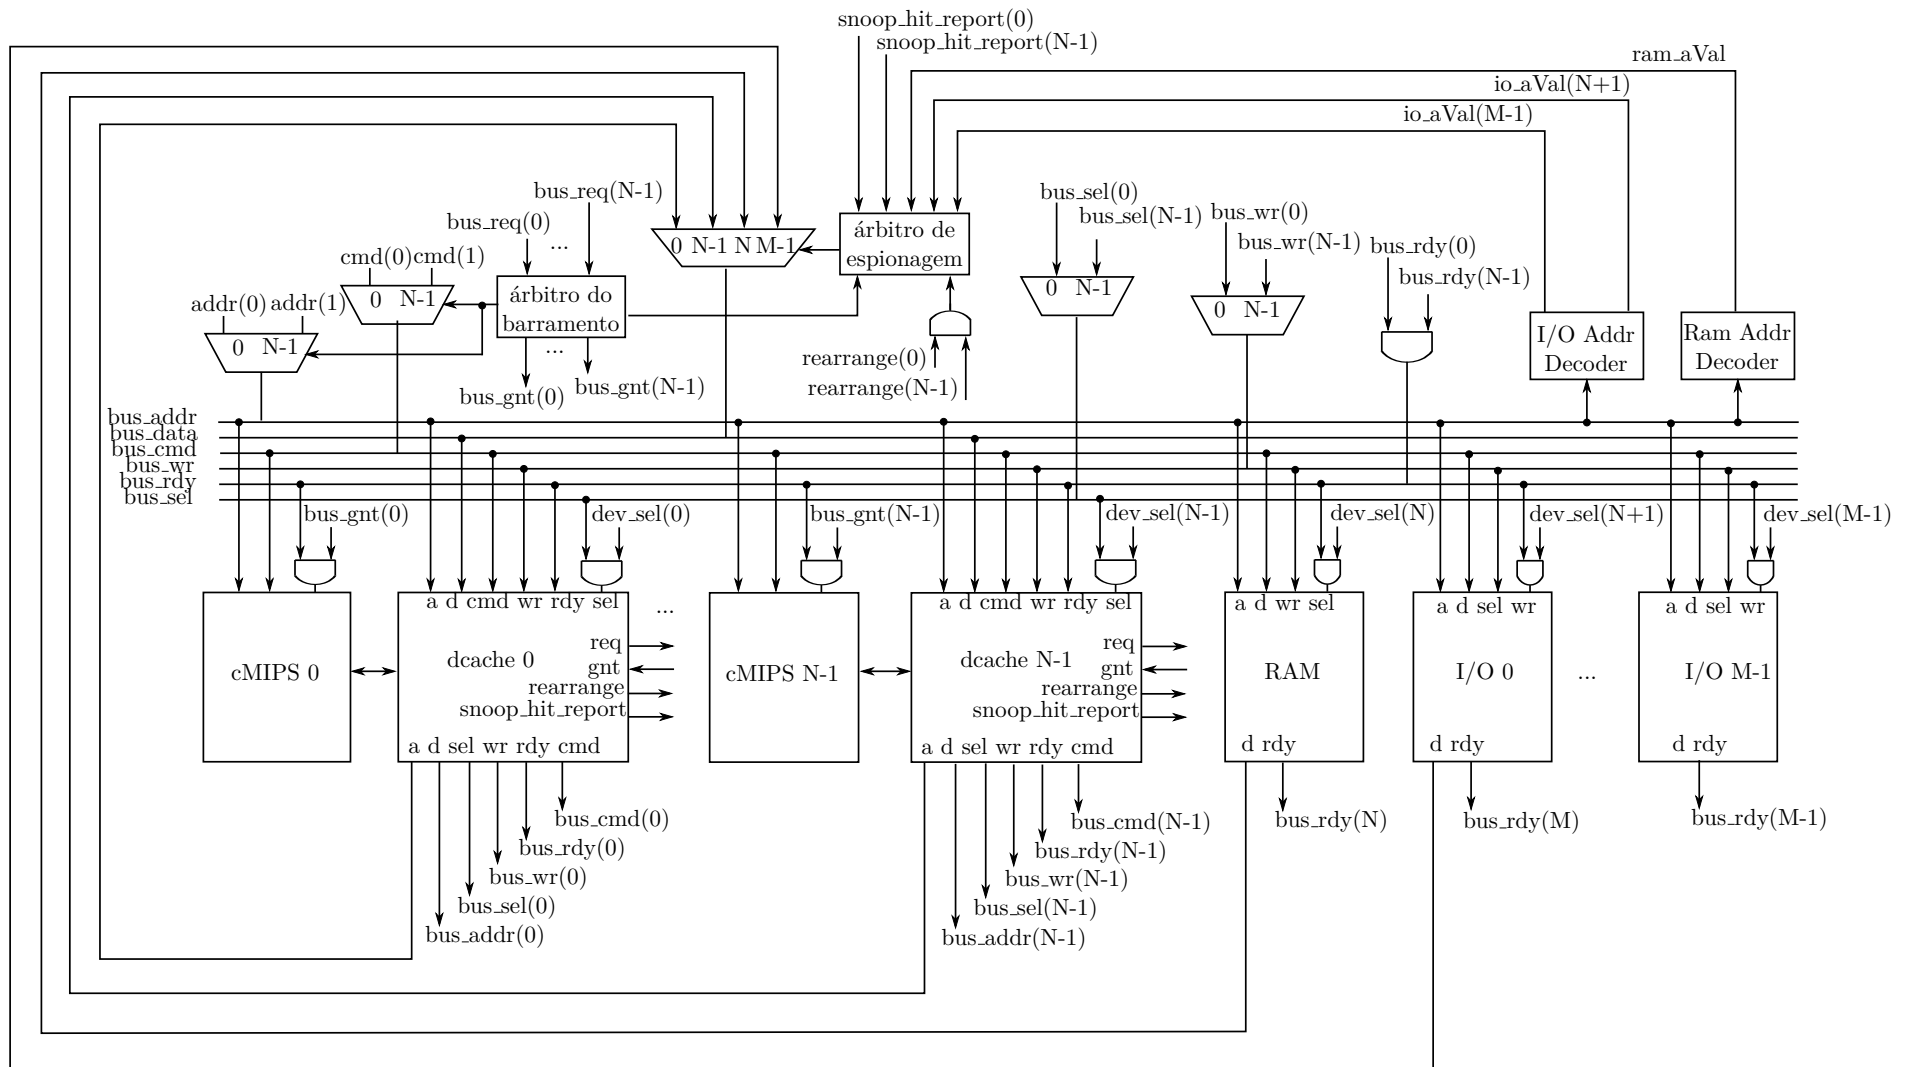 snoop_hit_report(0)
snoop_hit_report(N-1)
ram_aVal
io_aVal(N+1)
io_aVal(M-1)
bus_req(N-1)
bus_req(0)
...
cmd(0) cmd(1)
0 N-1
addr(0) addr(1)
0 N-1
árbitro do
barramento
...
bus_gnt(0)
bus_gnt(N-1)
0 N-1 N M-1
árbitro de
espionagem
rearrange(0)
rearrange(N-1)
bus_sel(0)
bus_sel(N-1)
0 N-1
bus_wr(0)
bus_wr(N-1)
0 N-1
bus_rdy(0)
bus_rdy(N-1)
I/O Addr
Decoder
Ram Addr
Decoder
bus_addr
bus_data
bus_cmd
bus_wr
bus_rdy
bus_sel
bus_gnt(0)
dev_sel(0)
bus_gnt(N-1)
dev_sel(N-1)
dev_sel(N)
dev_sel(N+1)
dev_sel(M-1)
cMIPS 0
a d cmd wr rdy sel
dcache 0
req
gnt
rearrange
snoop_hit_report
a d sel wr rdy cmd
...
cMIPS N-1
a d cmd wr rdy sel
dcache N-1
req
gnt
rearrange
snoop_hit_report
a d sel wr rdy cmd
a d wr sel
RAM
d rdy
a d sel wr
I/O 0
d rdy
...
a d sel wr
I/O M-1
d rdy
bus_cmd(0)
bus_rdy(0)
bus_wr(0)
bus_sel(0)
bus_addr(0)
bus_cmd(N-1)
bus_rdy(N-1)
bus_wr(N-1)
bus_sel(N-1)
bus_addr(N-1)
bus_rdy(N)
bus_rdy(M)
bus_rdy(M-1)